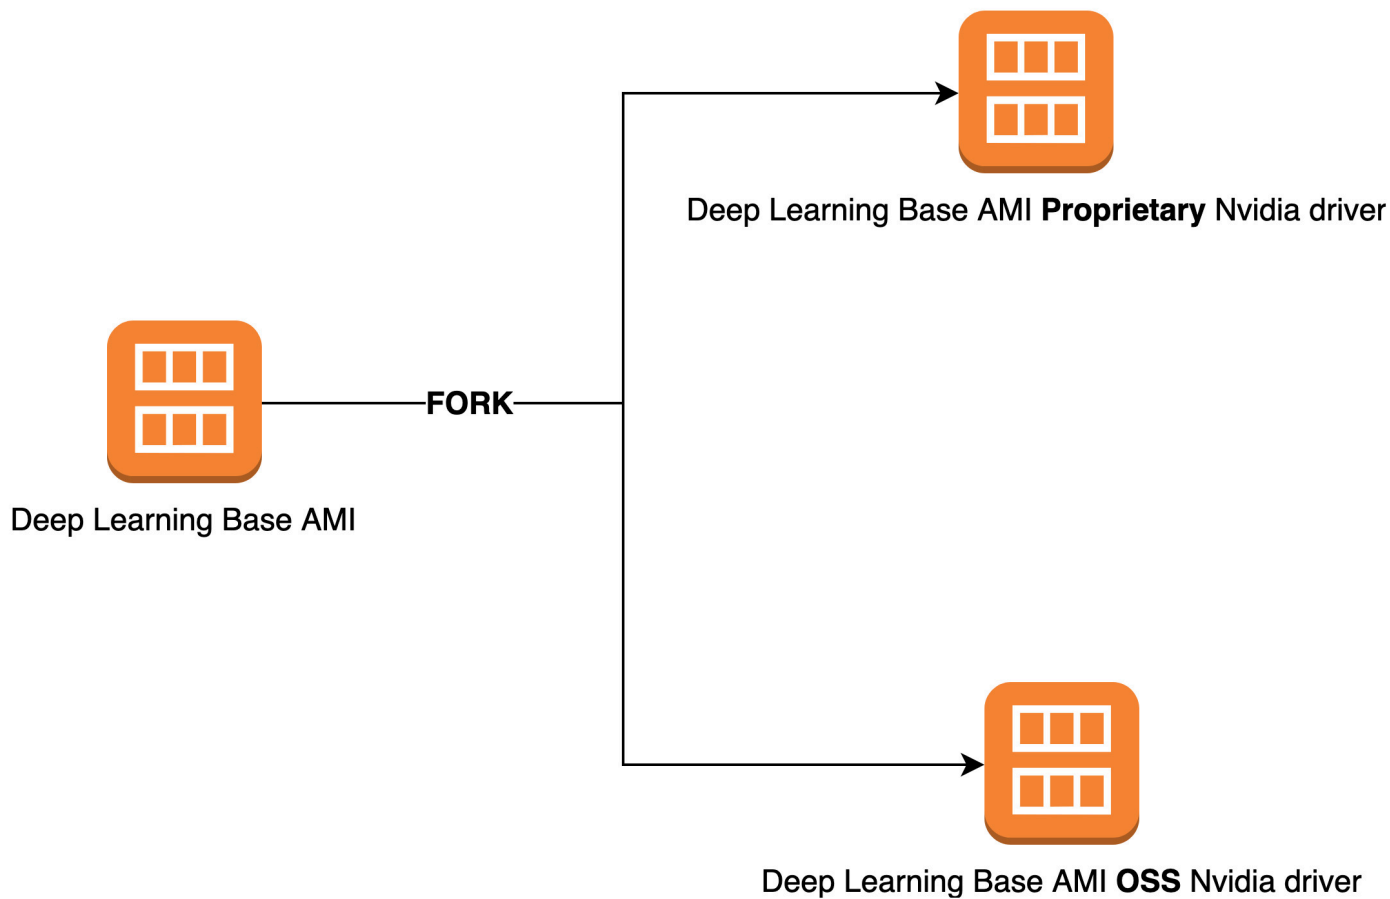 Deep Learning Base AMI Proprietary Nvidia driver
FORK
Deep Learning Base AMI
Deep Learning Base AMI OSS Nvidia driver